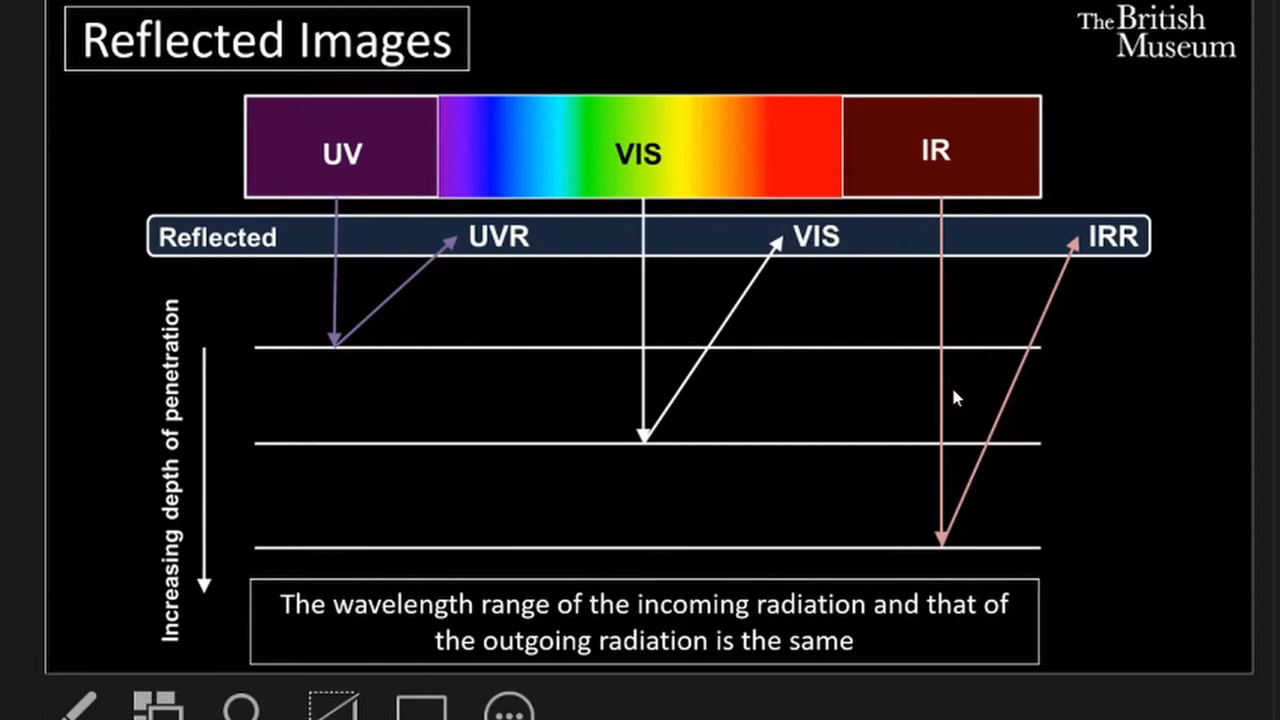 Reflected Images
The British
Museum
UV
VIS
IR
Reflected
UVR
VIS
IRR
Increasing depth of penetration
The wavelength range of the incoming radiation and that of
the outgoing radiation is the same